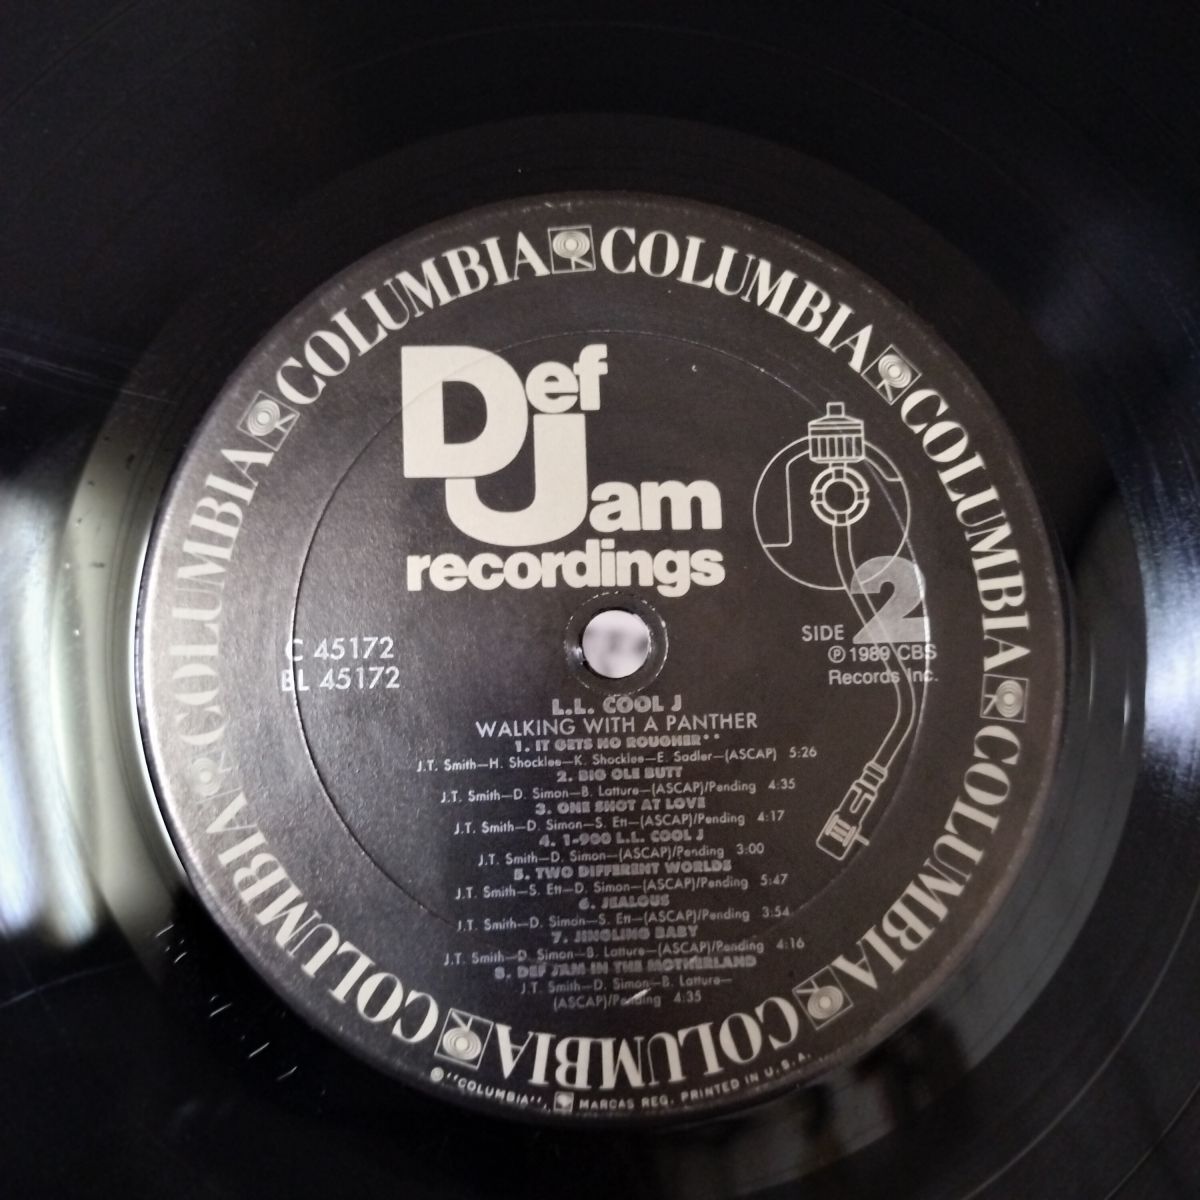 COLUMBIA COLUMBIA COLUMBIA COLUMBIA COLUMBIA COLUMBIA COLUMBIA COLUMBIA COLUMBIA
Def
Jam
recordings
SIDE 2
℗ 1989 CBS
Records Inc.
C 45172
BL 45172
L.L. COOL J
WALKING WITH A PANTHER
1. IT GETS NO ROUGHER**
J.T. Smith—H. Shocklee—K. Shocklee—E. Sadler—(ASCAP) 5:26
2. BIG OLE BUTT
J.T. Smith—D. Simon—B. Latture—(ASCAP)/Pending 4:35
3. ONE SHOT AT LOVE
J.T. Smith—D. Simon—S. Ett—(ASCAP)/Pending 4:17
4. 1-900 L.L. COOL J
J.T. Smith—D. Simon—(ASCAP)/Pending 3:00
5. TWO DIFFERENT WORLDS
J.T. Smith—S. Ett—D. Simon—(ASCAP)/Pending 5:47
6. JEALOUS
J.T. Smith—D. Simon—S. Ett—(ASCAP)/Pending 3:54
7. JINGLING BABY
J.T. Smith—D. Simon—B. Latture—(ASCAP)/Pending 4:16
8. DEF JAM IN THE MOTHERLAND
J.T. Smith—D. Simon—B. Latture—
(ASCAP)/Pending 4:35
® "COLUMBIA", MARCAS REG. PRINTED IN U.S.A.